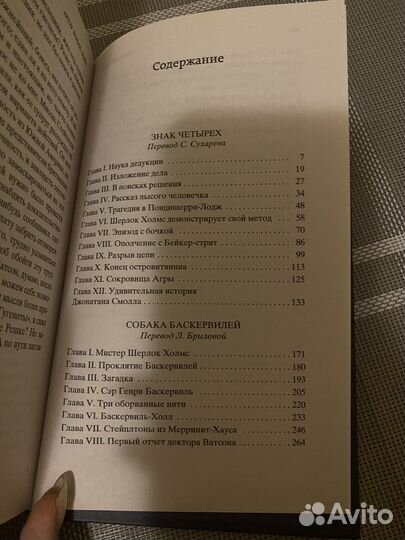 Содержание
ЗНАК ЧЕТЫРЕХ
Перевод С. Сухарева
Глава I. Наука дедукции 7
Глава II. Изложение дела 19
Глава III. В поисках решения 27
Глава IV. Рассказ лысого человечка 34
Глава V. Трагедия в Пондишерри-Лодж 48
Глава VI. Шерлок Холмс демонстрирует свой метод 58
Глава VII. Эпизод с бочкой 70
Глава VIII. Ополчение с Бейкер-стрит 86
Глава IX. Разрыв цепи 99
Глава X. Конец островитянина 113
Глава XI. Сокровища Агры 125
Глава XII. Удивительная история
Джонатана Смолла 133
СОБАКА БАСКЕРВИЛЕЙ
Перевод Л. Бриловой
Глава I. Мистер Шерлок Холмс 171
Глава II. Проклятие Баскервилей 180
Глава III. Загадка 193
Глава IV. Сэр Генри Баскервиль 205
Глава V. Три оборванные нити 220
Глава VI. Баскервиль-Холл 233
Глава VII. Стейплтоны из Меррипит-Хауса 246
Глава VIII. Первый отчет доктора Ватсона 264
Avito